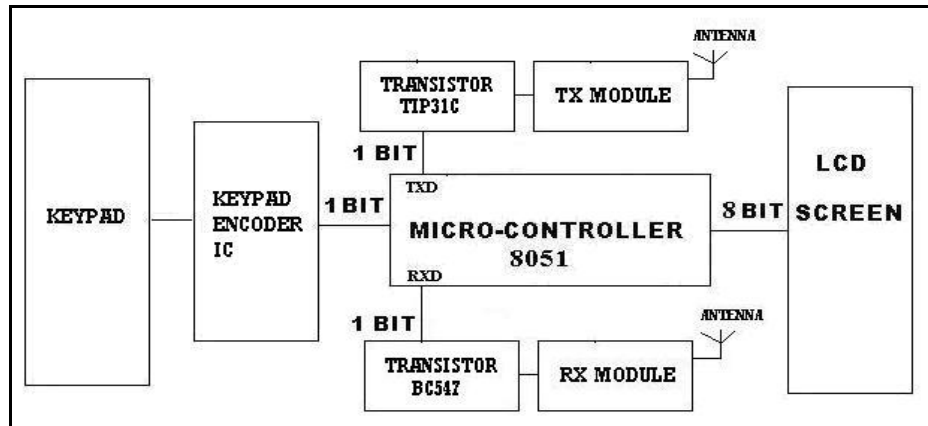 ANTENNA
TRANSISTOR
TIP31C
TX MODULE
1 BIT
TXD
KEYPAD
KEYPAD
ENCODER
IC
1 BIT
MICRO-CONTROLLER
8051
RXD
8 BIT
LCD
SCREEN
1 BIT
ANTENNA
TRANSISTOR
BC547
RX MODULE